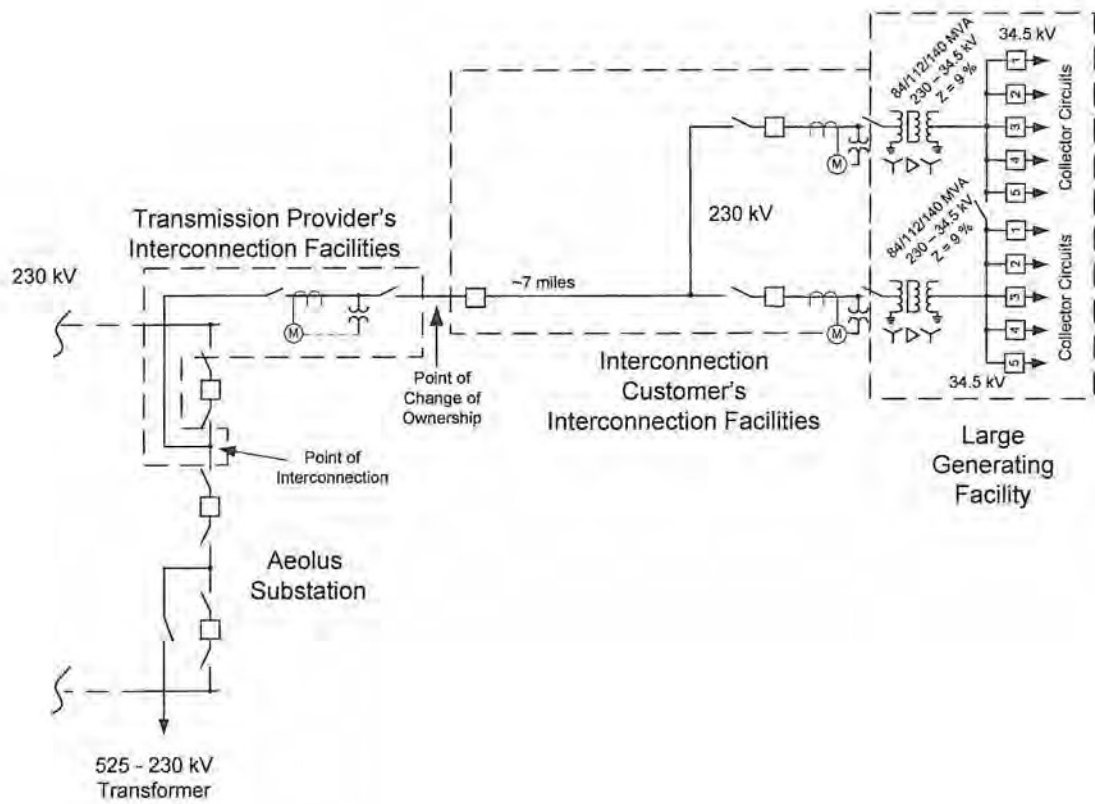 84/112/140 MVA
230 – 34.5 kV
Z = 9 %
34.5 kV
1
2
3
4
5
Collector Circuits
M
Transmission Provider's
Interconnection Facilities
230 kV
230 kV
~7 miles
M
84/112/140 MVA
230 – 34.5 kV
Z = 9 %
1
2
3
4
5
Collector Circuits
34.5 kV
M
Point of
Change of
Ownership
Interconnection
Customer's
Interconnection Facilities
Large
Generating
Facility
Point of
Interconnection
Aeolus
Substation
525 - 230 kV
Transformer